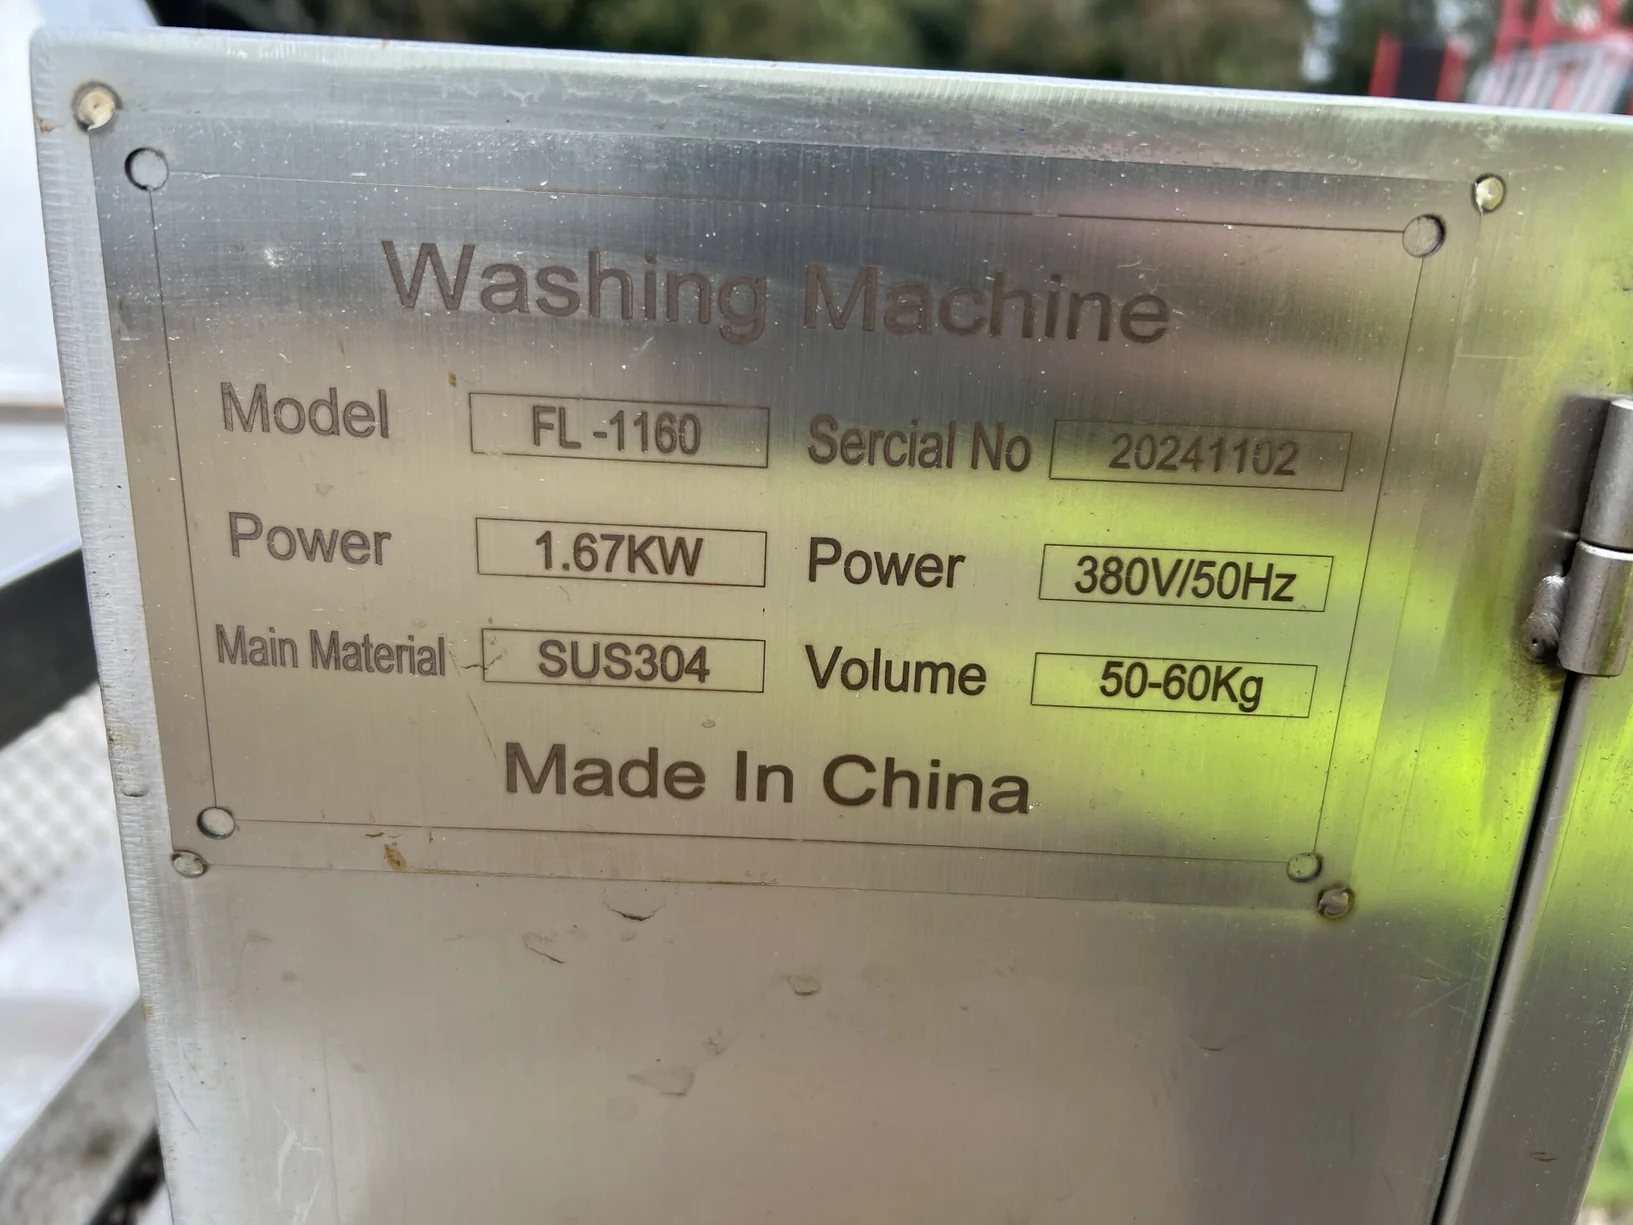 Washing Machine
Model FL-1160 Sercial No 20241102
Power 1.67KW Power 380V/50Hz
Main Material SUS304 Volume 50-60Kg
Made In China